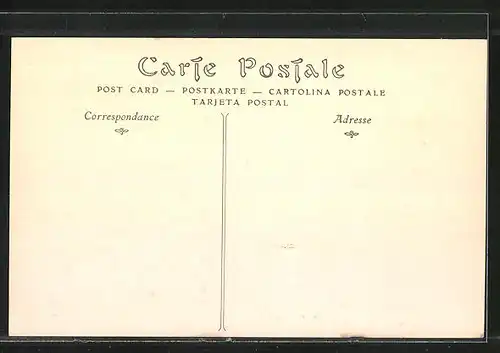 Carte Postale
POST CARD — POSTKARTE — CARTOLINA POSTALE
TARJETA POSTAL
Correspondance
Adresse